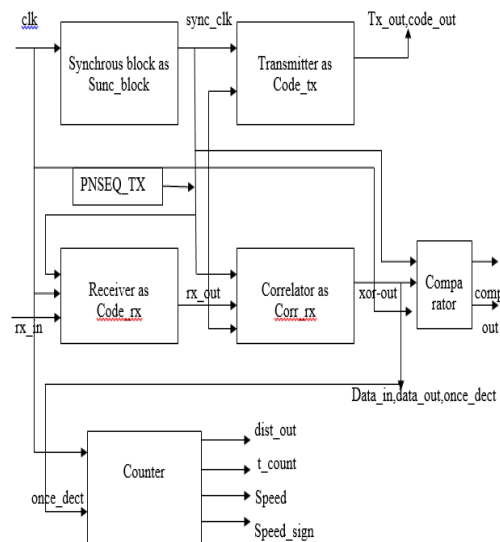 clk
sync_clk
Tx_out,code_out
Synchrous block as
Sunc_block
Transmitter as
Code_tx
PNSEQ_TX
Receiver as
Code_rx
rx_out
Correlator as
Corr_rx
xor-out
Compa
rator
comp
out
rx_in
Data_in,data_out,once_dect
Counter
once_dect
dist_out
t_count
Speed
Speed_sign